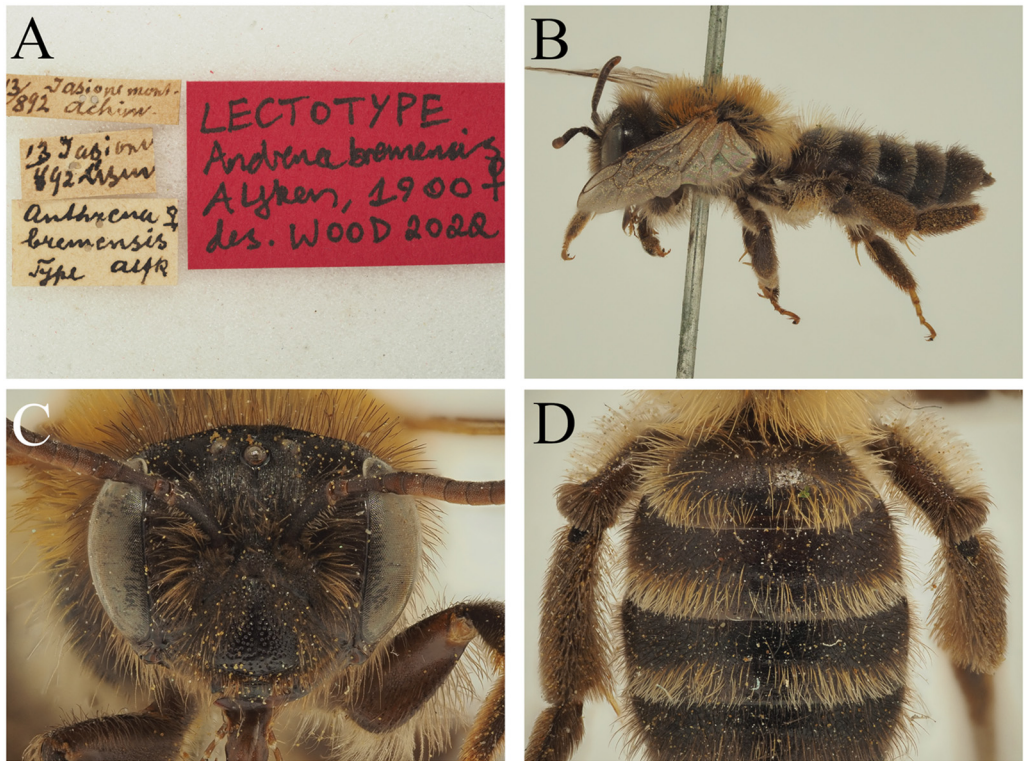 A
13/ Jasione mont.
/892 Achim.
13 Jasione
892
Anthrena ♀
bremensis
Type Alfk
LECTOTYPE
Andrena bremensis
Alfken, 1900 ♀
des. WOOD 2022
B
C
D